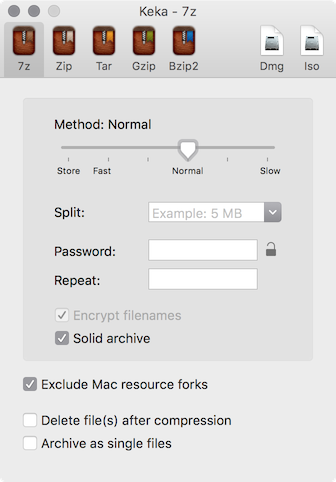 Keka - 7z
7z Zip Tar Gzip Bzip2 Dmg Iso
Method: Normal
Store Fast Normal Slow
Split: Example: 5 MB
Password:
Repeat:
Encrypt filenames
Solid archive
Exclude Mac resource forks
Delete file(s) after compression
Archive as single files